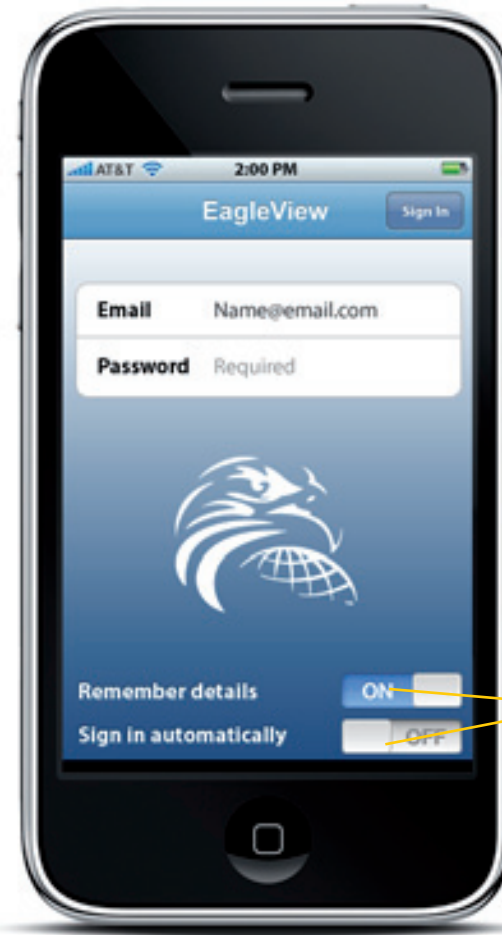 AT&T 2:00 PM
EagleView Sign In
Email Name@email.com
Password Required
Remember details ON
Sign in automatically OFF